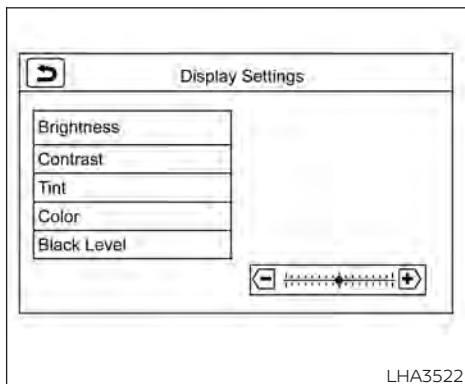 Display Settings
Brightness
Contrast
Tint
Color
Black Level
LHA3522